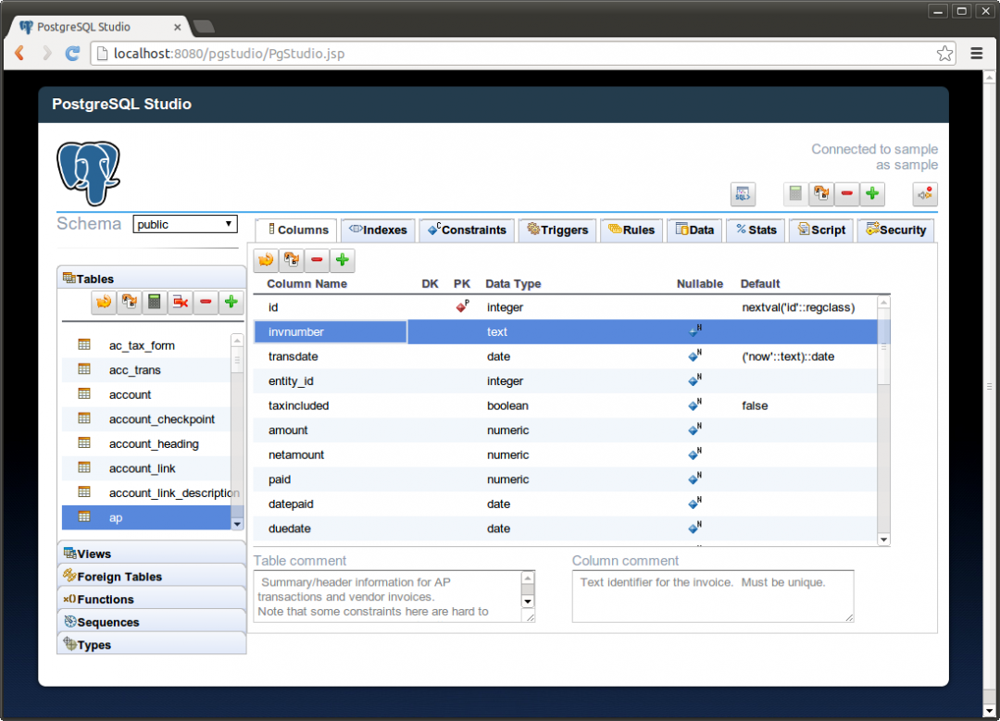 PostgreSQL Studio
localhost:8080/pgstudio/PgStudio.jsp
PostgreSQL Studio
Connected to sample
as sample
SQL>
Schema public
Columns Indexes Constraints Triggers Rules Data Stats Script Security
Tables
Column Name DK PK Data Type Nullable Default
id P integer nextval('id'::regclass)
invnumber text N
transdate date N ('now'::text)::date
entity_id integer N
taxincluded boolean N false
amount numeric N
netamount numeric N
paid numeric N
datepaid date N
duedate date N
ac_tax_form
acc_trans
account
account_checkpoint
account_heading
account_link
account_link_description
ap
Views
Foreign Tables
Functions
Sequences
Types
Table comment
Summary/header information for AP
transactions and vendor invoices.
Note that some constraints here are hard to
Column comment
Text identifier for the invoice. Must be unique.